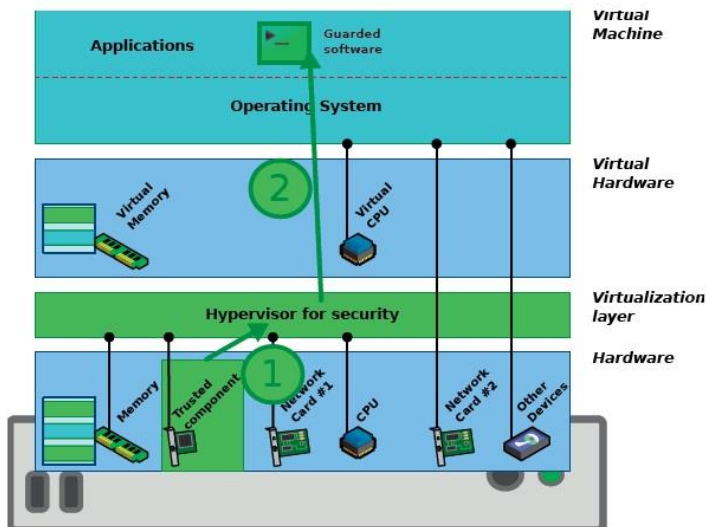 Virtual
Machine
Applications
Guarded
software
Operating System
Virtual
Hardware
2
Virtual
Memory
Virtual
CPU
Virtualization
layer
Hypervisor for security
Hardware
1
Memory
Trusted
component
Network
Card #1
CPU
Network
Card #2
Other
Devices